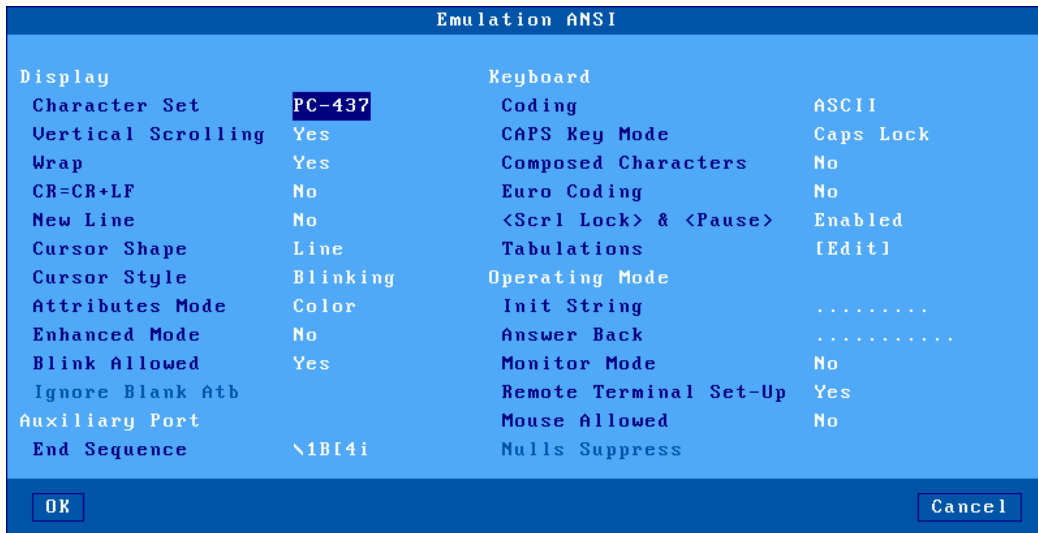 Emulation ANSI
Display
Character Set PC-437
Vertical Scrolling Yes
Wrap Yes
CR=CR+LF No
New Line No
Cursor Shape Line
Cursor Style Blinking
Attributes Mode Color
Enhanced Mode No
Blink Allowed Yes
Ignore Blank Atb
Auxiliary Port
End Sequence \1B[4i
Keyboard
Coding ASCII
CAPS Key Mode Caps Lock
Composed Characters No
Euro Coding No
<Scrl Lock> & <Pause> Enabled
Tabulations [Edit]
Operating Mode
Init String .........
Answer Back ...........
Monitor Mode No
Remote Terminal Set-Up Yes
Mouse Allowed No
Nulls Suppress
OK Cancel